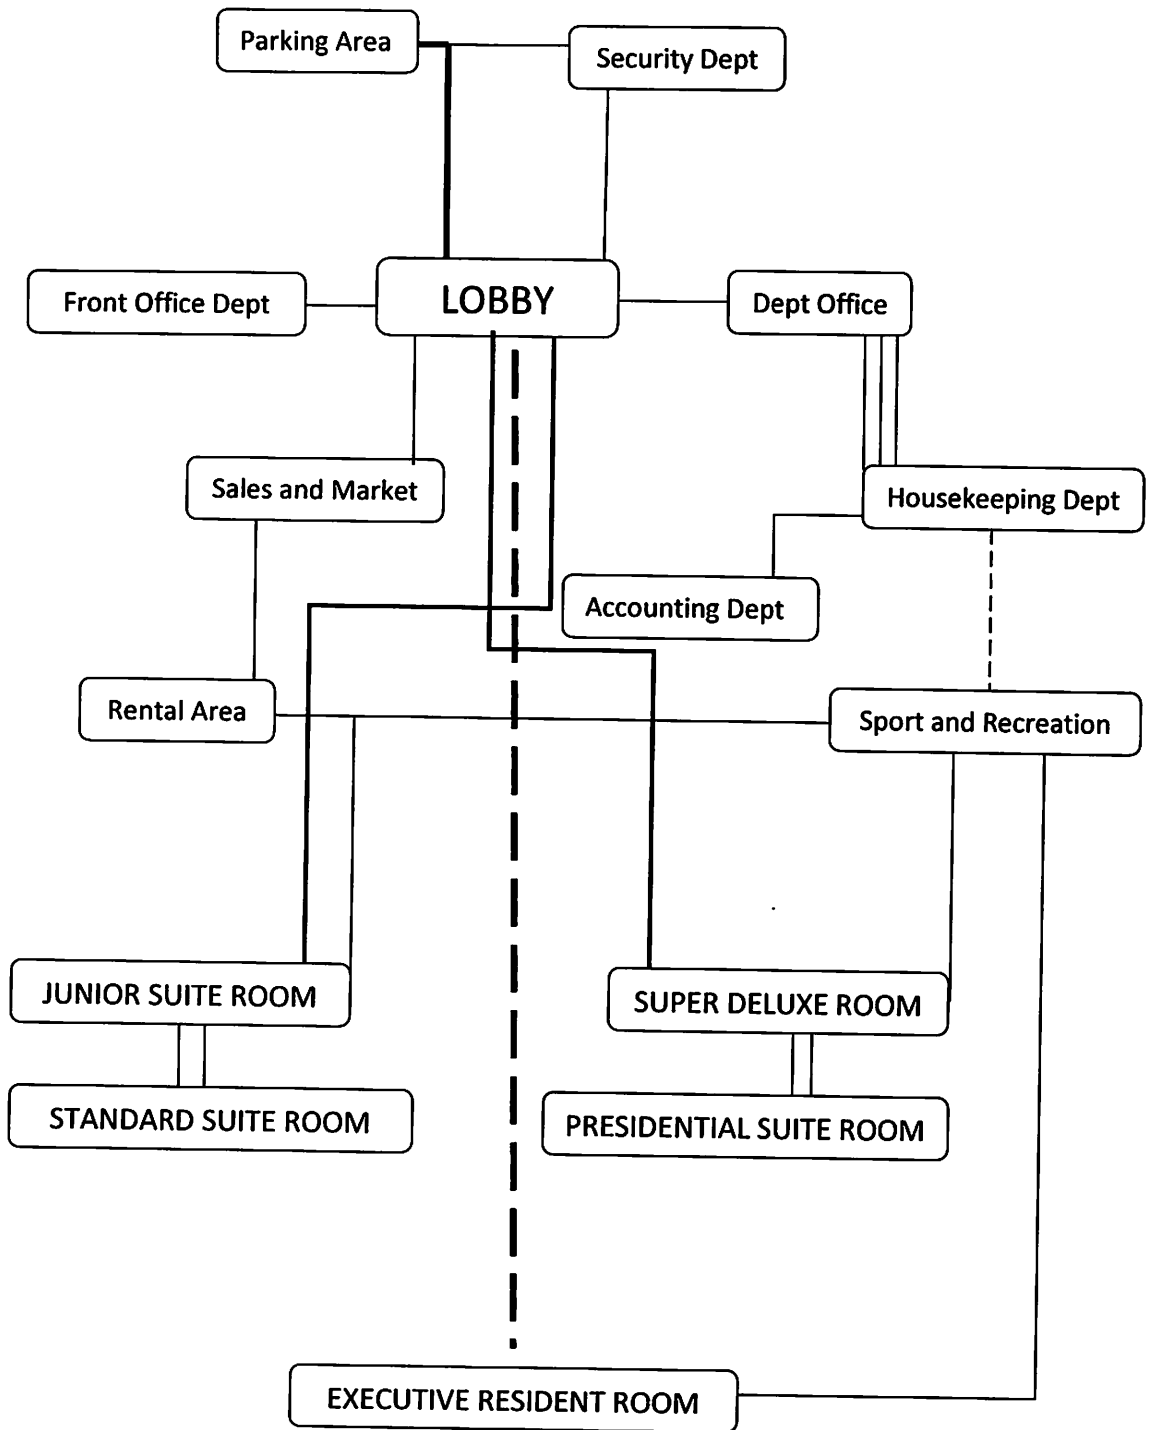 Parking Area
Security Dept
Front Office Dept
LOBBY
Dept Office
Sales and Market
Housekeeping Dept
Accounting Dept
Rental Area
Sport and Recreation
JUNIOR SUITE ROOM
SUPER DELUXE ROOM
STANDARD SUITE ROOM
PRESIDENTIAL SUITE ROOM
EXECUTIVE RESIDENT ROOM